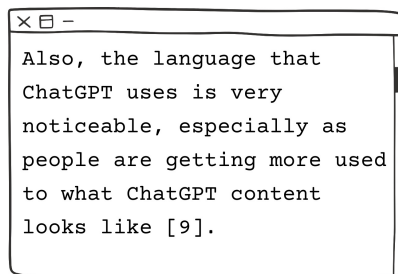 Also, the language that
ChatGPT uses is very
noticeable, especially as
people are getting more used
to what ChatGPT content
looks like [9].